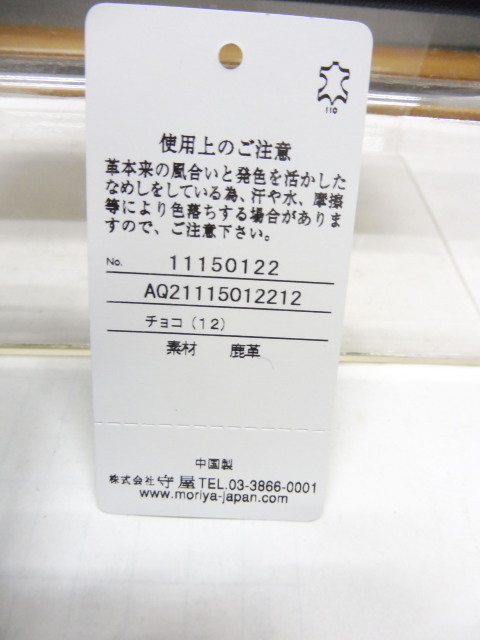 110
使用上のご注意
革本来の風合いと発色を活かした
なめしをしている為、汗や水、摩擦
等により色落ちする場合がありま
すので、ご注意下さい。
No. 11150122
AQ21115012212
チョコ(12)
素材 鹿革
中国製
株式会社 守屋 TEL.03-3866-0001
www.moriya-japan.com